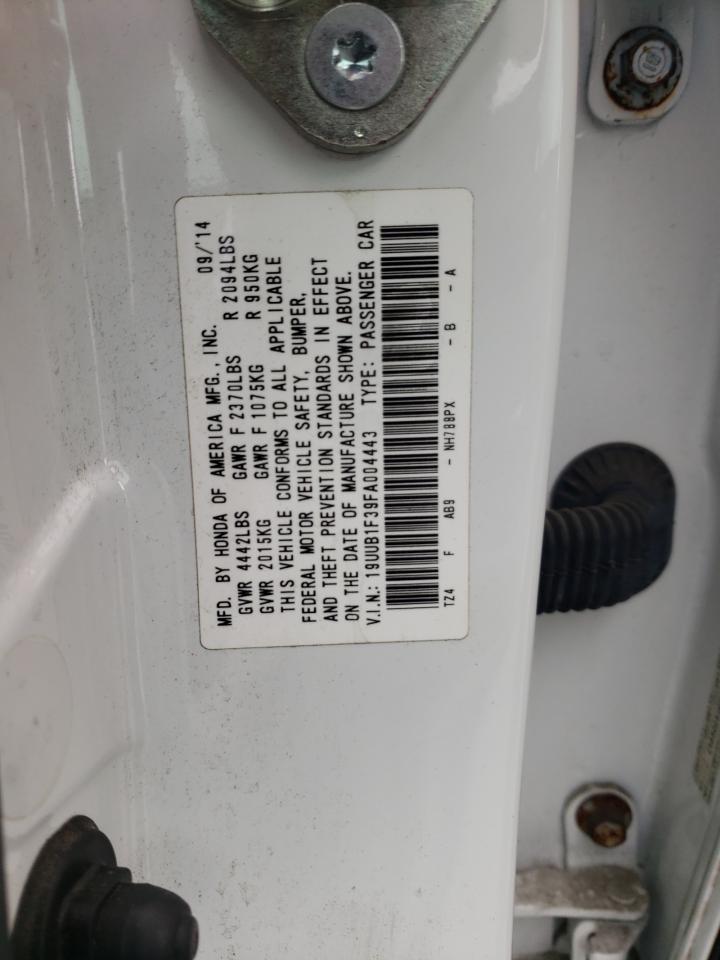 MFD. BY HONDA OF AMERICA MFG., INC. 09/'14
GVWR 4442LBS GAWR F 2370LBS R 2094LBS
GVWR 2015KG GAWR F 1075KG R 950KG
THIS VEHICLE CONFORMS TO ALL APPLICABLE
FEDERAL MOTOR VEHICLE SAFETY, BUMPER,
AND THEFT PREVENTION STANDARDS IN EFFECT
ON THE DATE OF MANUFACTURE SHOWN ABOVE.
V.I.N.: 19UUB1F39FA004443 TYPE: PASSENGER CAR
TZ4 F AB9 - NH788PX - B - A